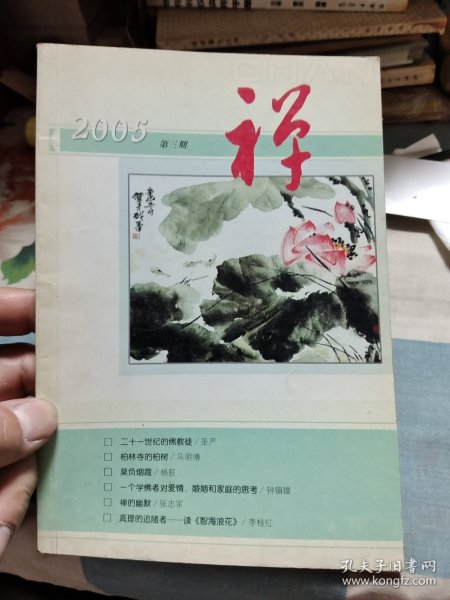 CHAN
禅
2005 第三期
□ 二十一世纪的佛教徒/圣严
□ 柏林寺的柏树/马明博
□ 莫负烟霞/杨荻
□ 一个学佛者对爱情、婚姻和家庭的思考/钟镇锽
□ 禅的幽默/张志军
□ 真理的追随者——读《智海浪花》/李桂红
孔夫子旧书网
www.kongfz.com